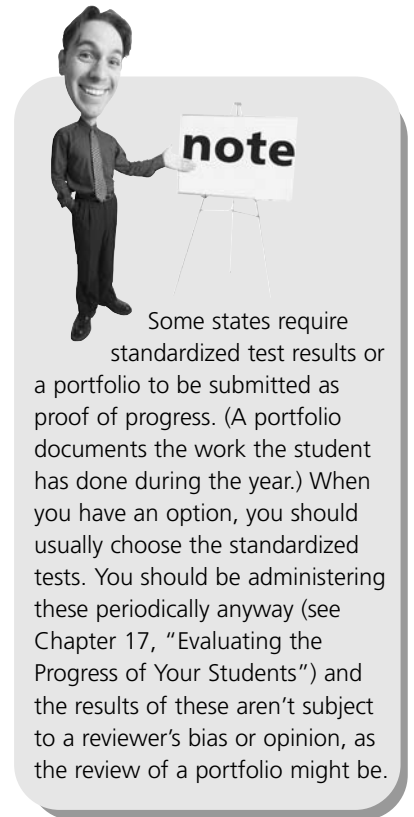 note
Some states require
standardized test results or
a portfolio to be submitted as
proof of progress. (A portfolio
documents the work the student
has done during the year.) When
you have an option, you should
usually choose the standardized
tests. You should be administering
these periodically anyway (see
Chapter 17, “Evaluating the
Progress of Your Students”) and
the results of these aren’t subject
to a reviewer’s bias or opinion, as
the review of a portfolio might be.